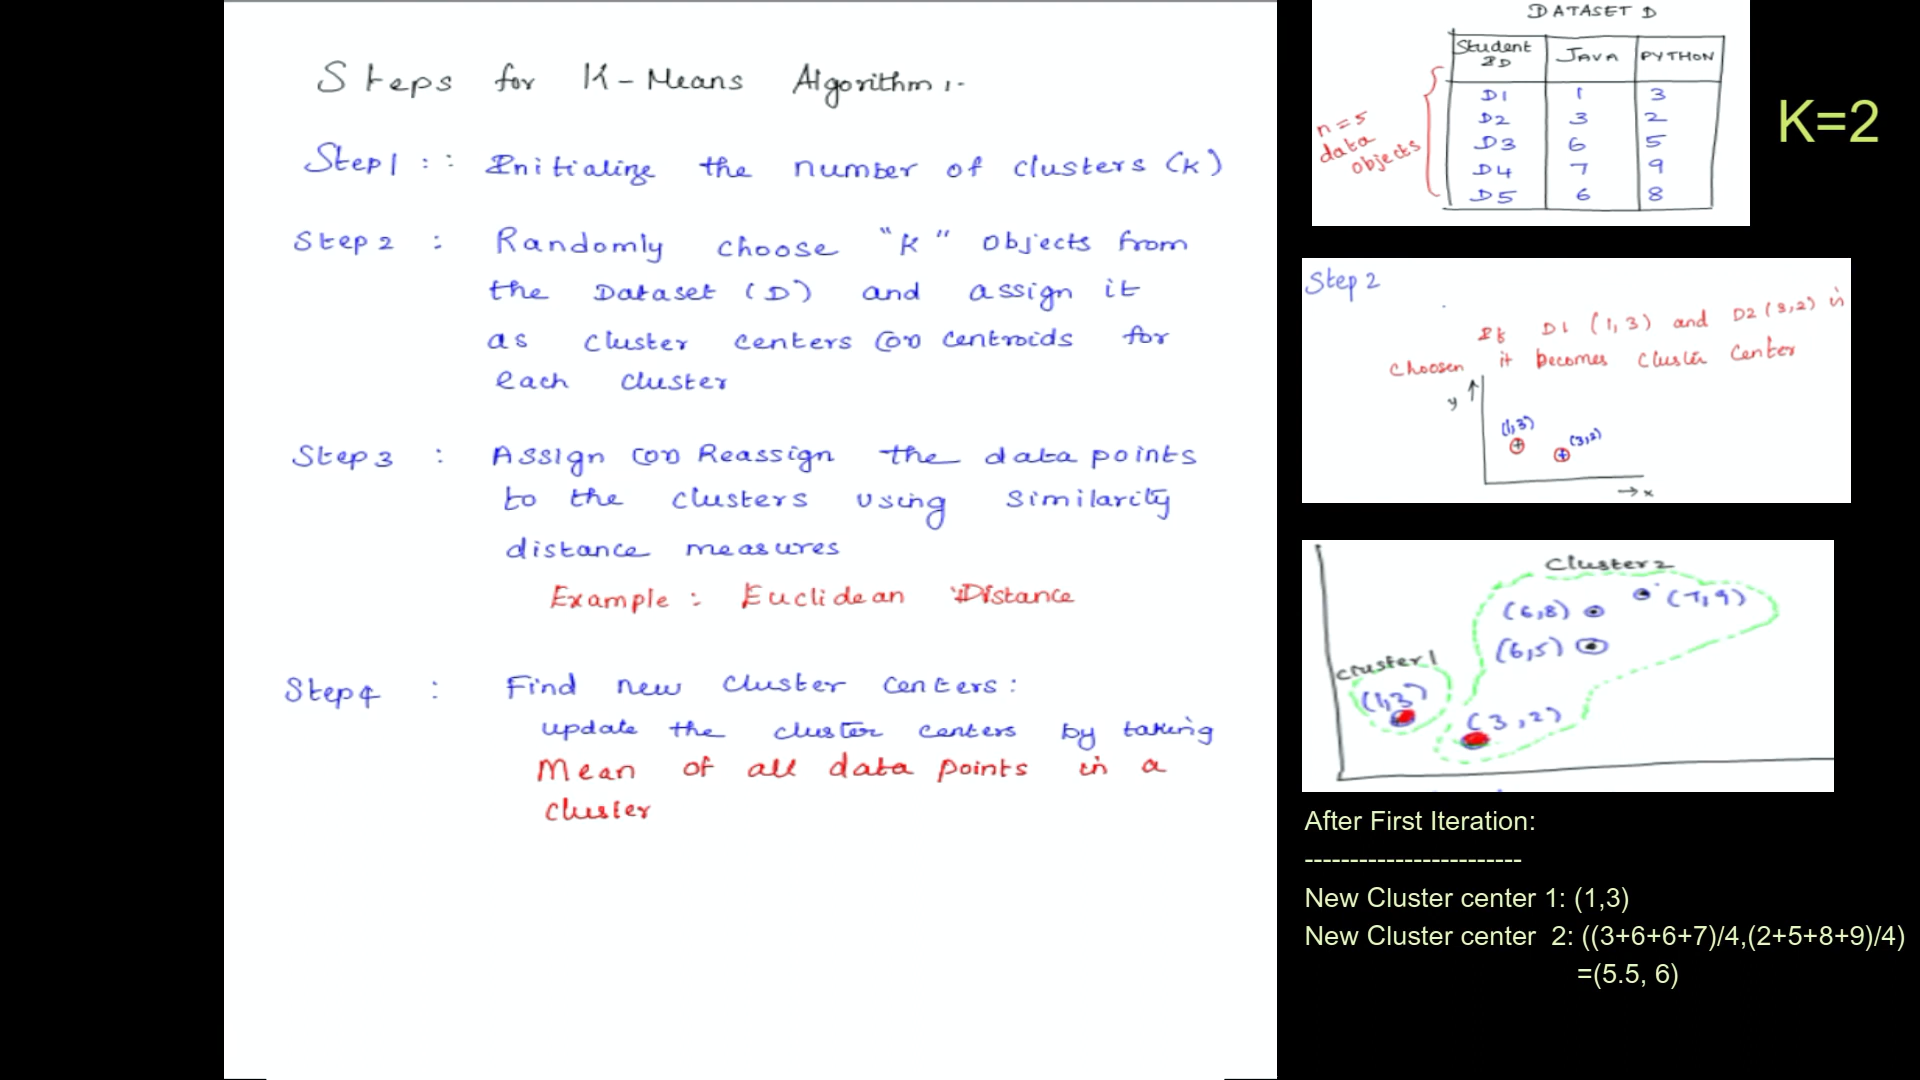 Steps for K-Means Algorithm:-
Step1 : : Initialize the number of clusters (K)
Step 2 : Randomly choose "K" objects from
the Dataset (D) and assign it
as cluster centers (or) centroids for
each cluster
Step 3 : Assign (or) Reassign the data points
to the clusters using similarity
distance measures
Example : Euclidean Distance
Step 4 : Find new cluster centers :
update the cluster centers by taking
Mean of all data points in a
cluster
DATASET D
Student ID JAVA PYTHON
D1 1 3
D2 3 2
D3 6 5
D4 7 9
D5 6 8
n=5
data
objects
K=2
Step 2
If D1 (1,3) and D2 (3,2) is
choosen it becomes cluster center
y
(1,3)
(3,2)
→ x
Cluster 2
(6,8) (7,9)
(6,5)
cluster 1
(1,3)
(3,2)
After First Iteration:
------------------------
New Cluster center 1: (1,3)
New Cluster center 2: ((3+6+6+7)/4,(2+5+8+9)/4)
=(5.5, 6)